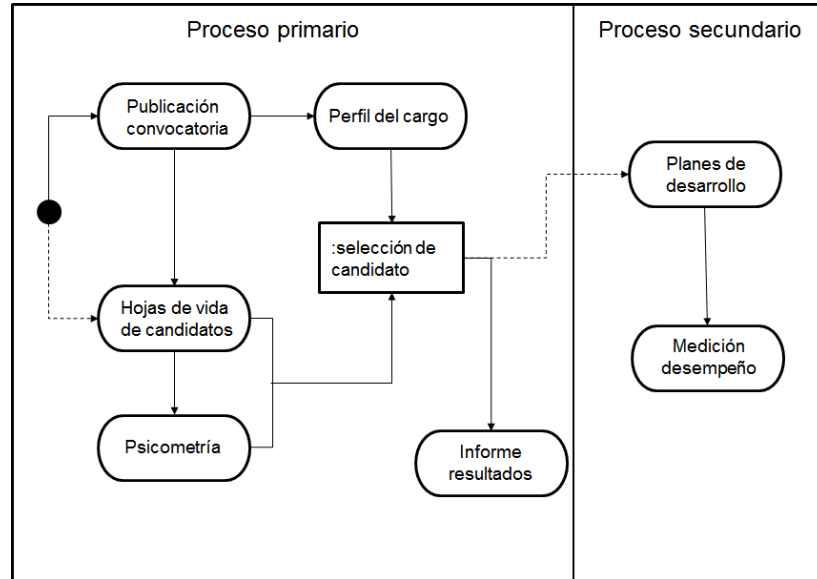 Proceso primario
Proceso secundario
Publicación
convocatoria
Perfil del cargo
Planes de
desarrollo
:selección de
candidato
Hojas de vida
de candidatos
Medición
desempeño
Psicometría
Informe
resultados